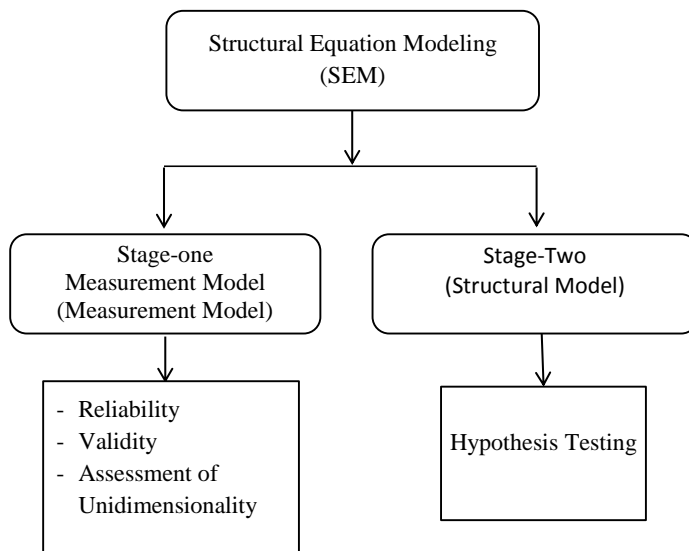 Structural Equation Modeling
(SEM)
Stage-one
Measurement Model
(Measurement Model)
Stage-Two
(Structural Model)
- Reliability
- Validity
- Assessment of
Unidimensionality
Hypothesis Testing